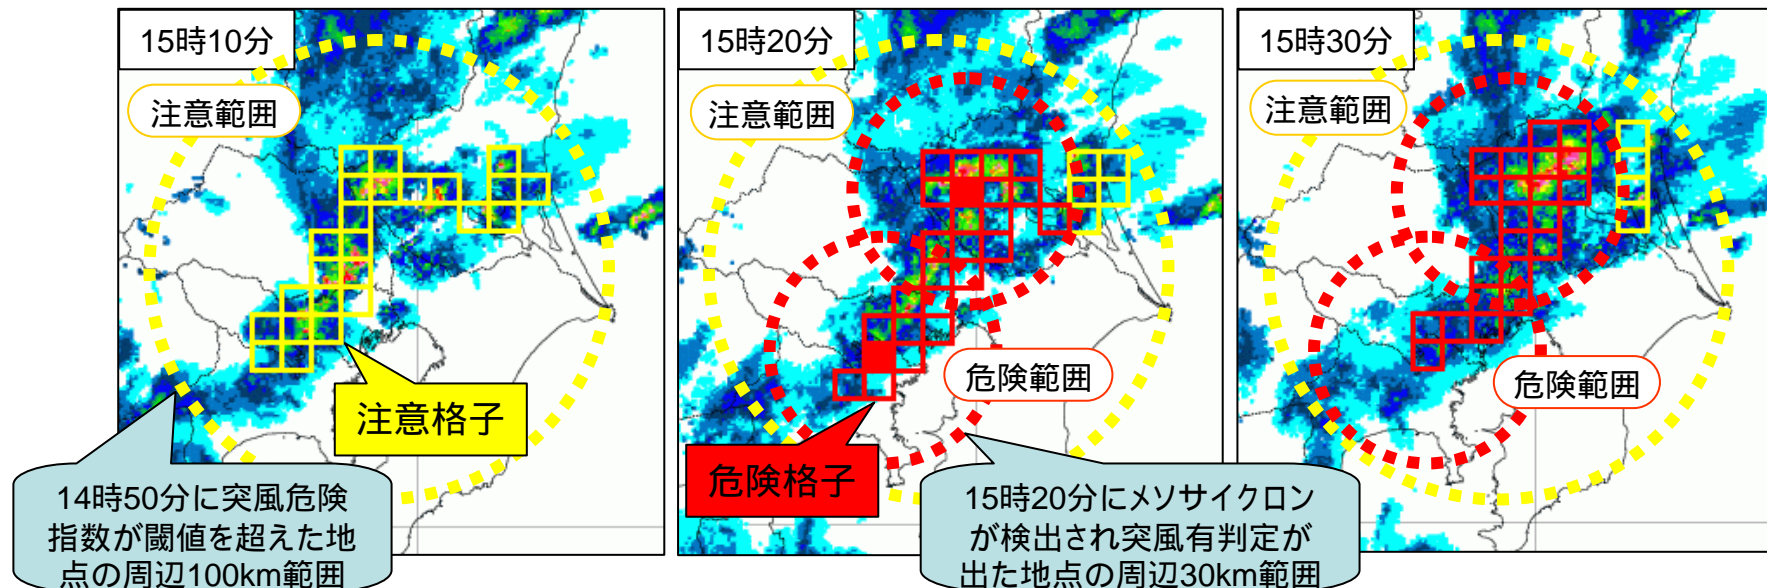 15時10分
注意範囲
注意格子
14時50分に突風危険
指数が閾値を超えた地
点の周辺100km範囲
15時20分
注意範囲
危険範囲
危険格子
15時20分にメソサイクロン
が検出され突風有判定が
出た地点の周辺30km範囲
15時30分
注意範囲
危険範囲